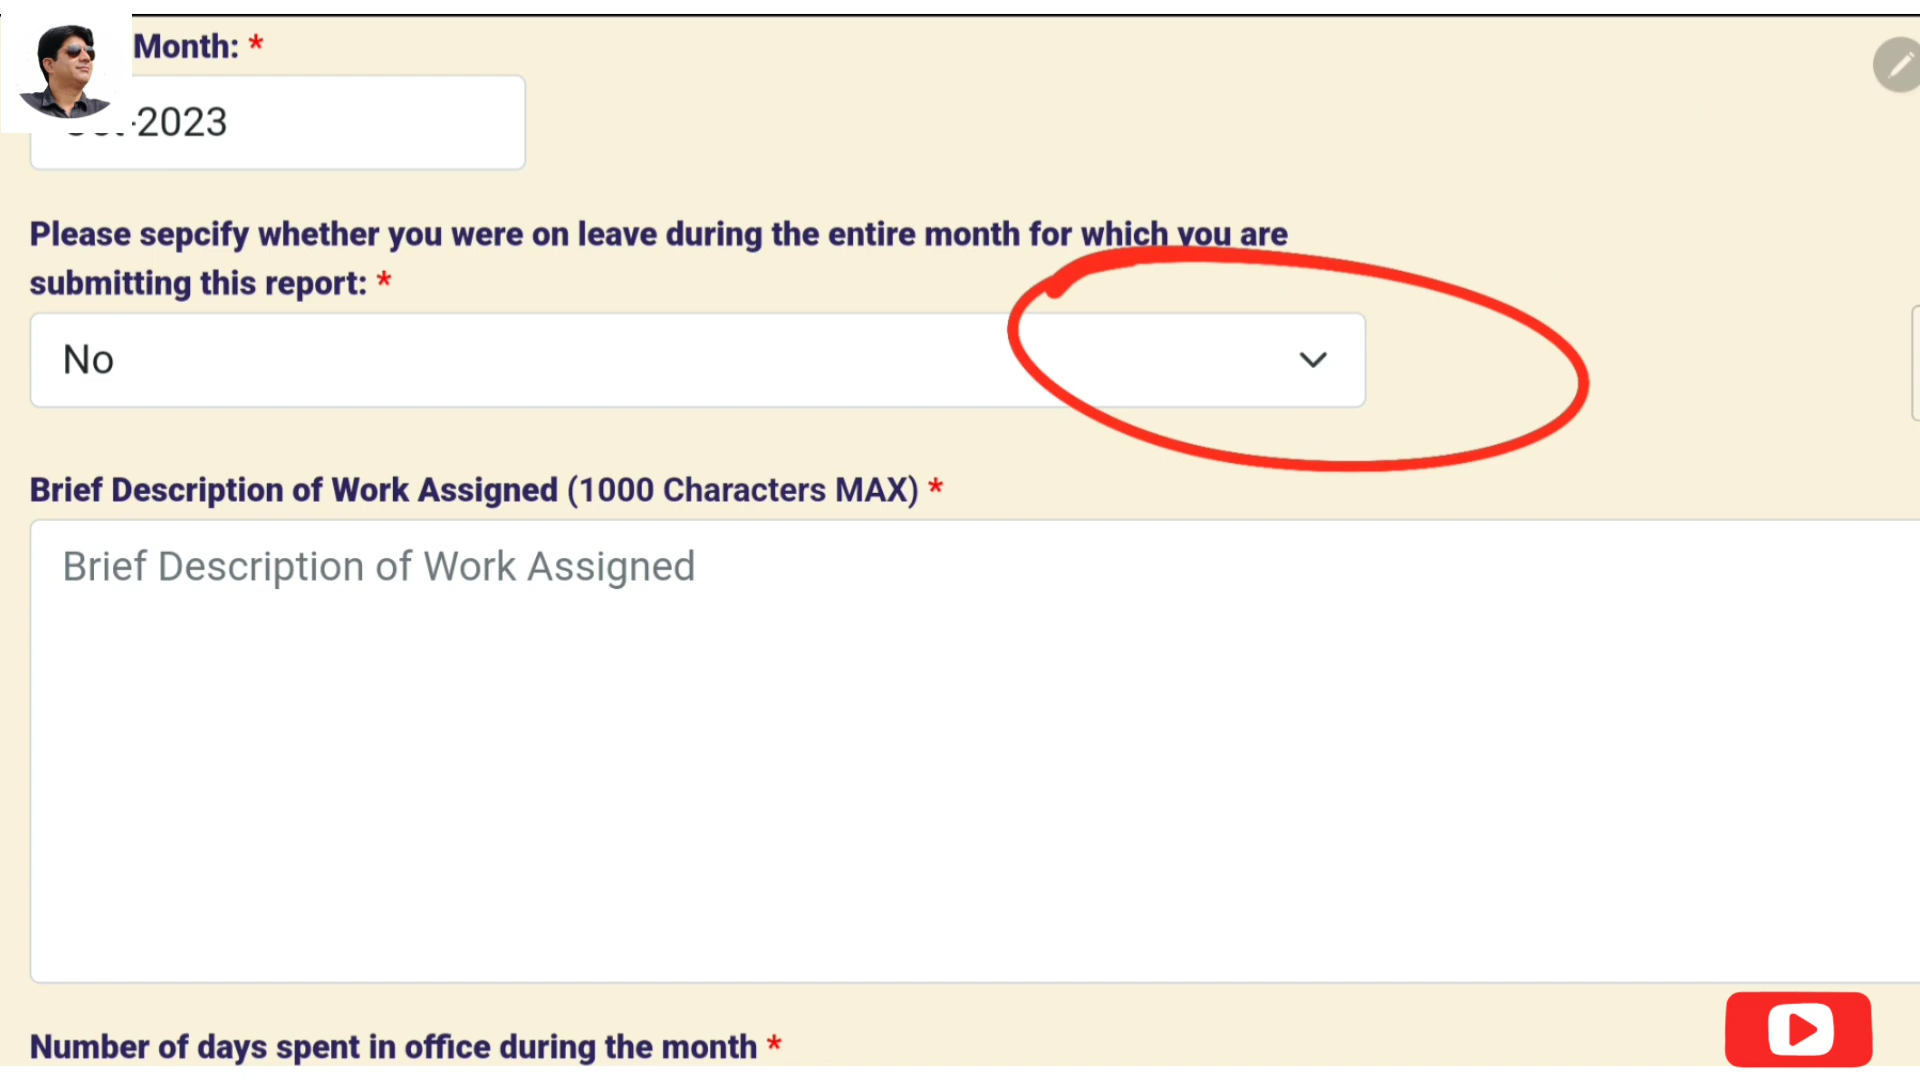 Month: *
-2023
Please sepcify whether you were on leave during the entire month for which you are
submitting this report: *
No
Brief Description of Work Assigned (1000 Characters MAX) *
Brief Description of Work Assigned
Number of days spent in office during the month *